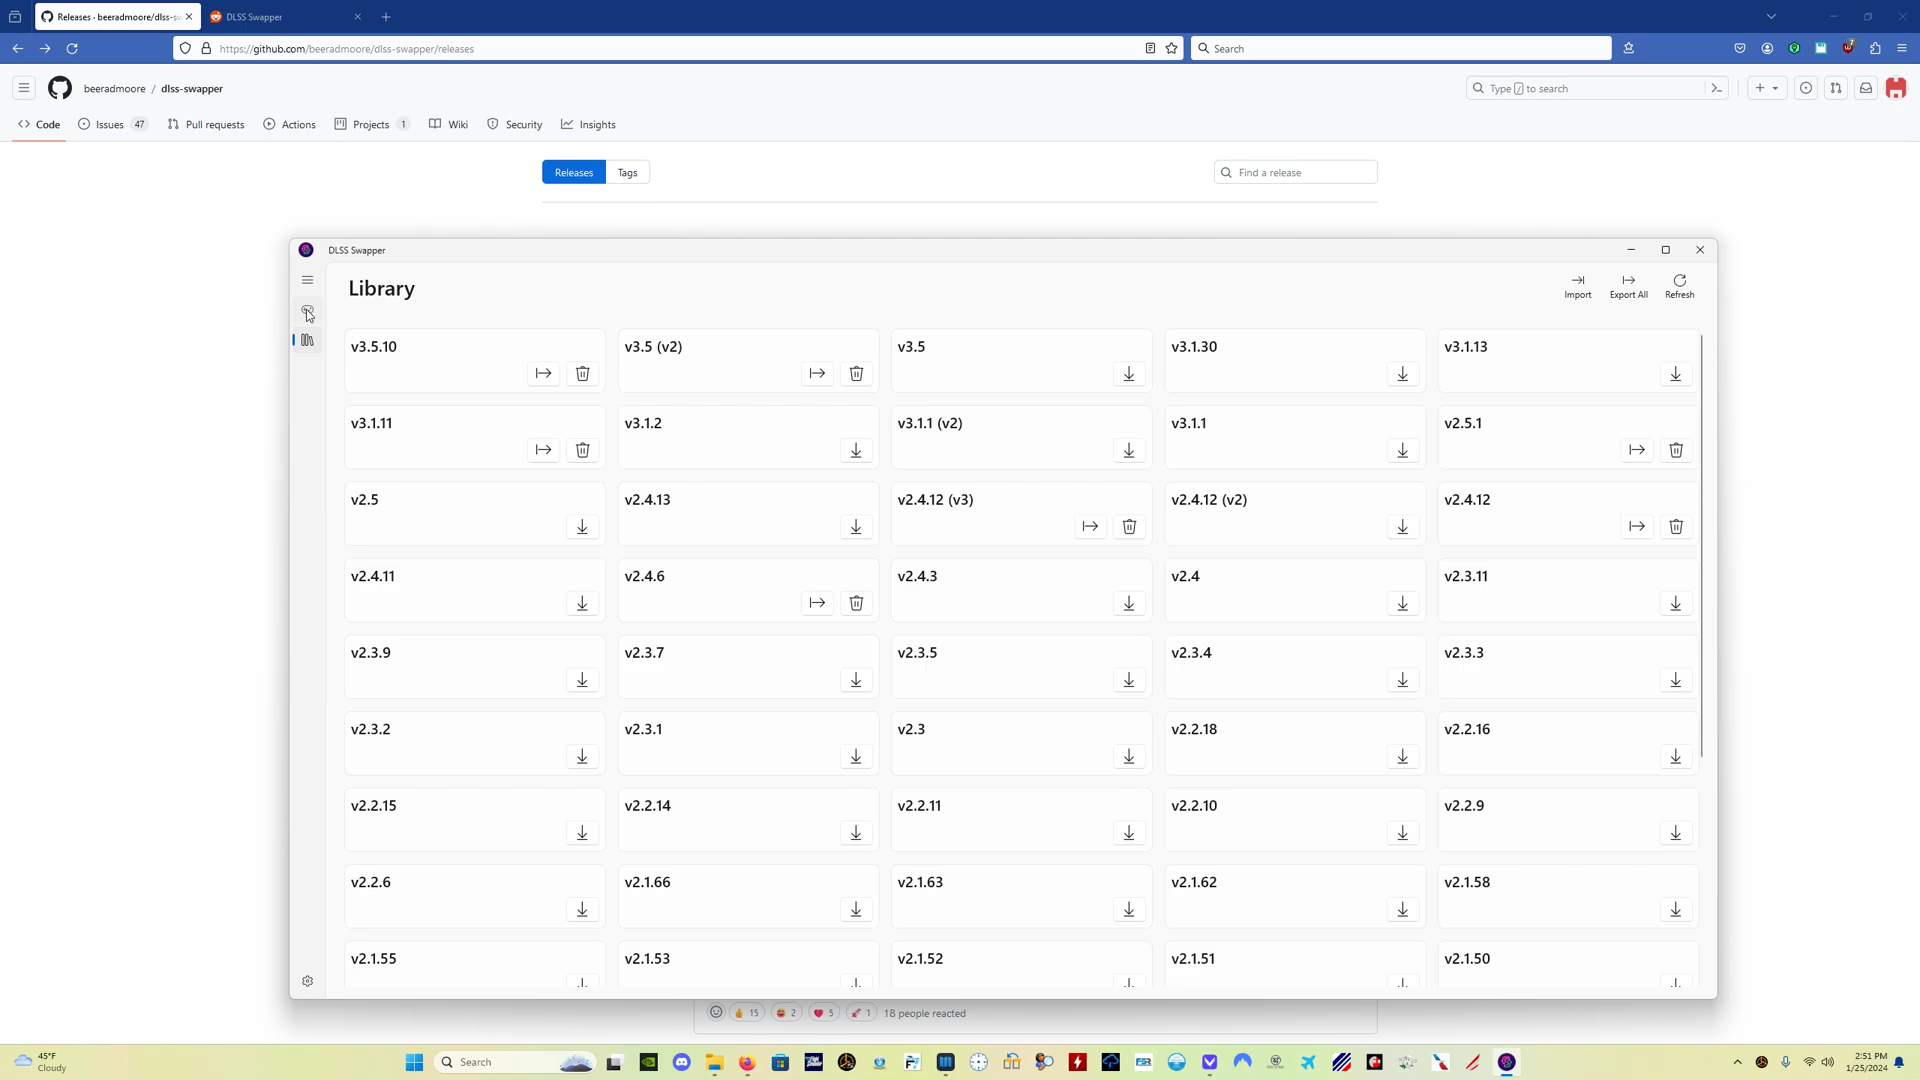 Releases · beeradmoore/dlss-sw
DLSS Swapper
https://github.com/beeradmoore/dlss-swapper/releases
Search
7
beeradmoore / dlss-swapper
Type / to search
Code
Issues 47
Pull requests
Actions
Projects 1
Wiki
Security
Insights
Releases
Tags
Find a release
DLSS Swapper
Library
Import
Export All
Refresh
v3.5.10
v3.5 (v2)
v3.5
v3.1.30
v3.1.13
v3.1.11
v3.1.2
v3.1.1 (v2)
v3.1.1
v2.5.1
v2.5
v2.4.13
v2.4.12 (v3)
v2.4.12 (v2)
v2.4.12
v2.4.11
v2.4.6
v2.4.3
v2.4
v2.3.11
v2.3.9
v2.3.7
v2.3.5
v2.3.4
v2.3.3
v2.3.2
v2.3.1
v2.3
v2.2.18
v2.2.16
v2.2.15
v2.2.14
v2.2.11
v2.2.10
v2.2.9
v2.2.6
v2.1.66
v2.1.63
v2.1.62
v2.1.58
v2.1.55
v2.1.53
v2.1.52
v2.1.51
v2.1.50
15
2
5
1
18 people reacted
45°F
Cloudy
Search
FSR
2:51 PM
1/25/2024